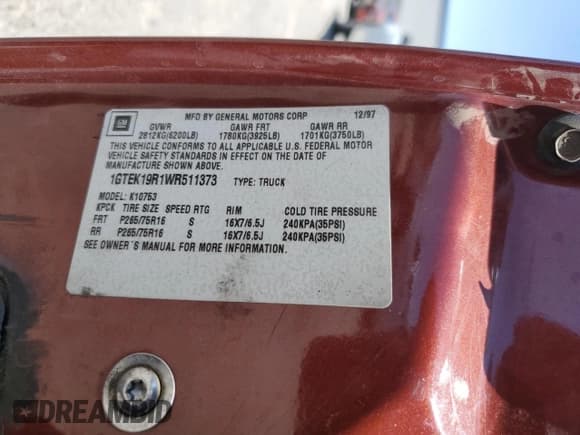 GM
MFD BY GENERAL MOTORS CORP 12/97
GVWR GAWR FRT GAWR RR
2812KG(6200LB) 1780KG(3925LB) 1701KG(3750LB)
THIS VEHICLE CONFORMS TO ALL APPLICABLE U.S. FEDERAL MOTOR
VEHICLE SAFETY STANDARDS IN EFFECT ON THE DATE OF
MANUFACTURE SHOWN ABOVE.
1GTEK19R1WR511373 TYPE: TRUCK
MODEL: K10753
KPCK TIRE SIZE SPEED RTG RIM COLD TIRE PRESSURE
FRT P265/75R16 S 16X7/6.5J 240KPA(35PSI)
RR P265/75R16 S 16X7/6.5J 240KPA(35PSI)
SEE OWNER'S MANUAL FOR MORE INFORMATION.
DREAMBID